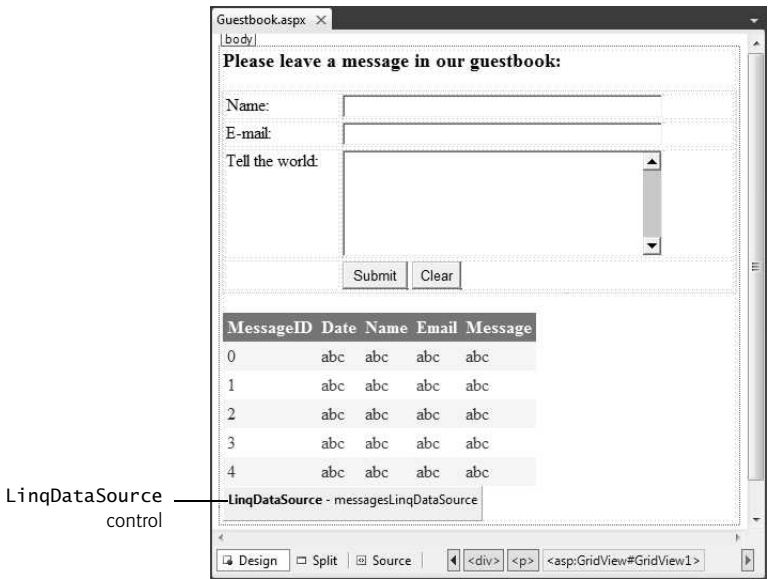 Guestbook.aspx
body
Please leave a message in our guestbook:
Name:
E-mail:
Tell the world:
Submit Clear
MessageID Date Name Email Message
0 abc abc abc abc
1 abc abc abc abc
2 abc abc abc abc
3 abc abc abc abc
4 abc abc abc abc
LinqDataSource control
LinqDataSource - messagesLinqDataSource
Design Split Source <div> <p> <asp:GridView#GridView1>